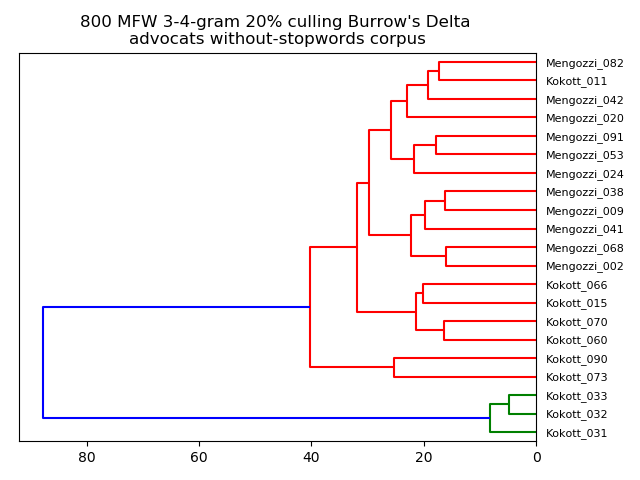 800 MFW 3-4-gram 20% culling Burrow's Delta
advocats without-stopwords corpus
Mengozzi_082
Kokott_011
Mengozzi_042
Mengozzi_020
Mengozzi_091
Mengozzi_053
Mengozzi_024
Mengozzi_038
Mengozzi_009
Mengozzi_041
Mengozzi_068
Mengozzi_002
Kokott_066
Kokott_015
Kokott_070
Kokott_060
Kokott_090
Kokott_073
Kokott_033
Kokott_032
Kokott_031
80 60 40 20 0